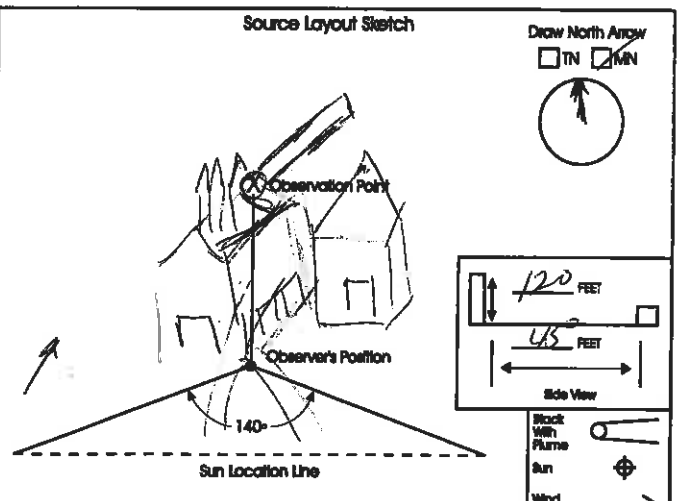 Source Layout Sketch
Draw North Arrow
TN MN
X Observation Point
120 FEET
FEET
Side View
Observer's Position
140°
Sun Location Line
Stack
With
Plume
Sun
Wind